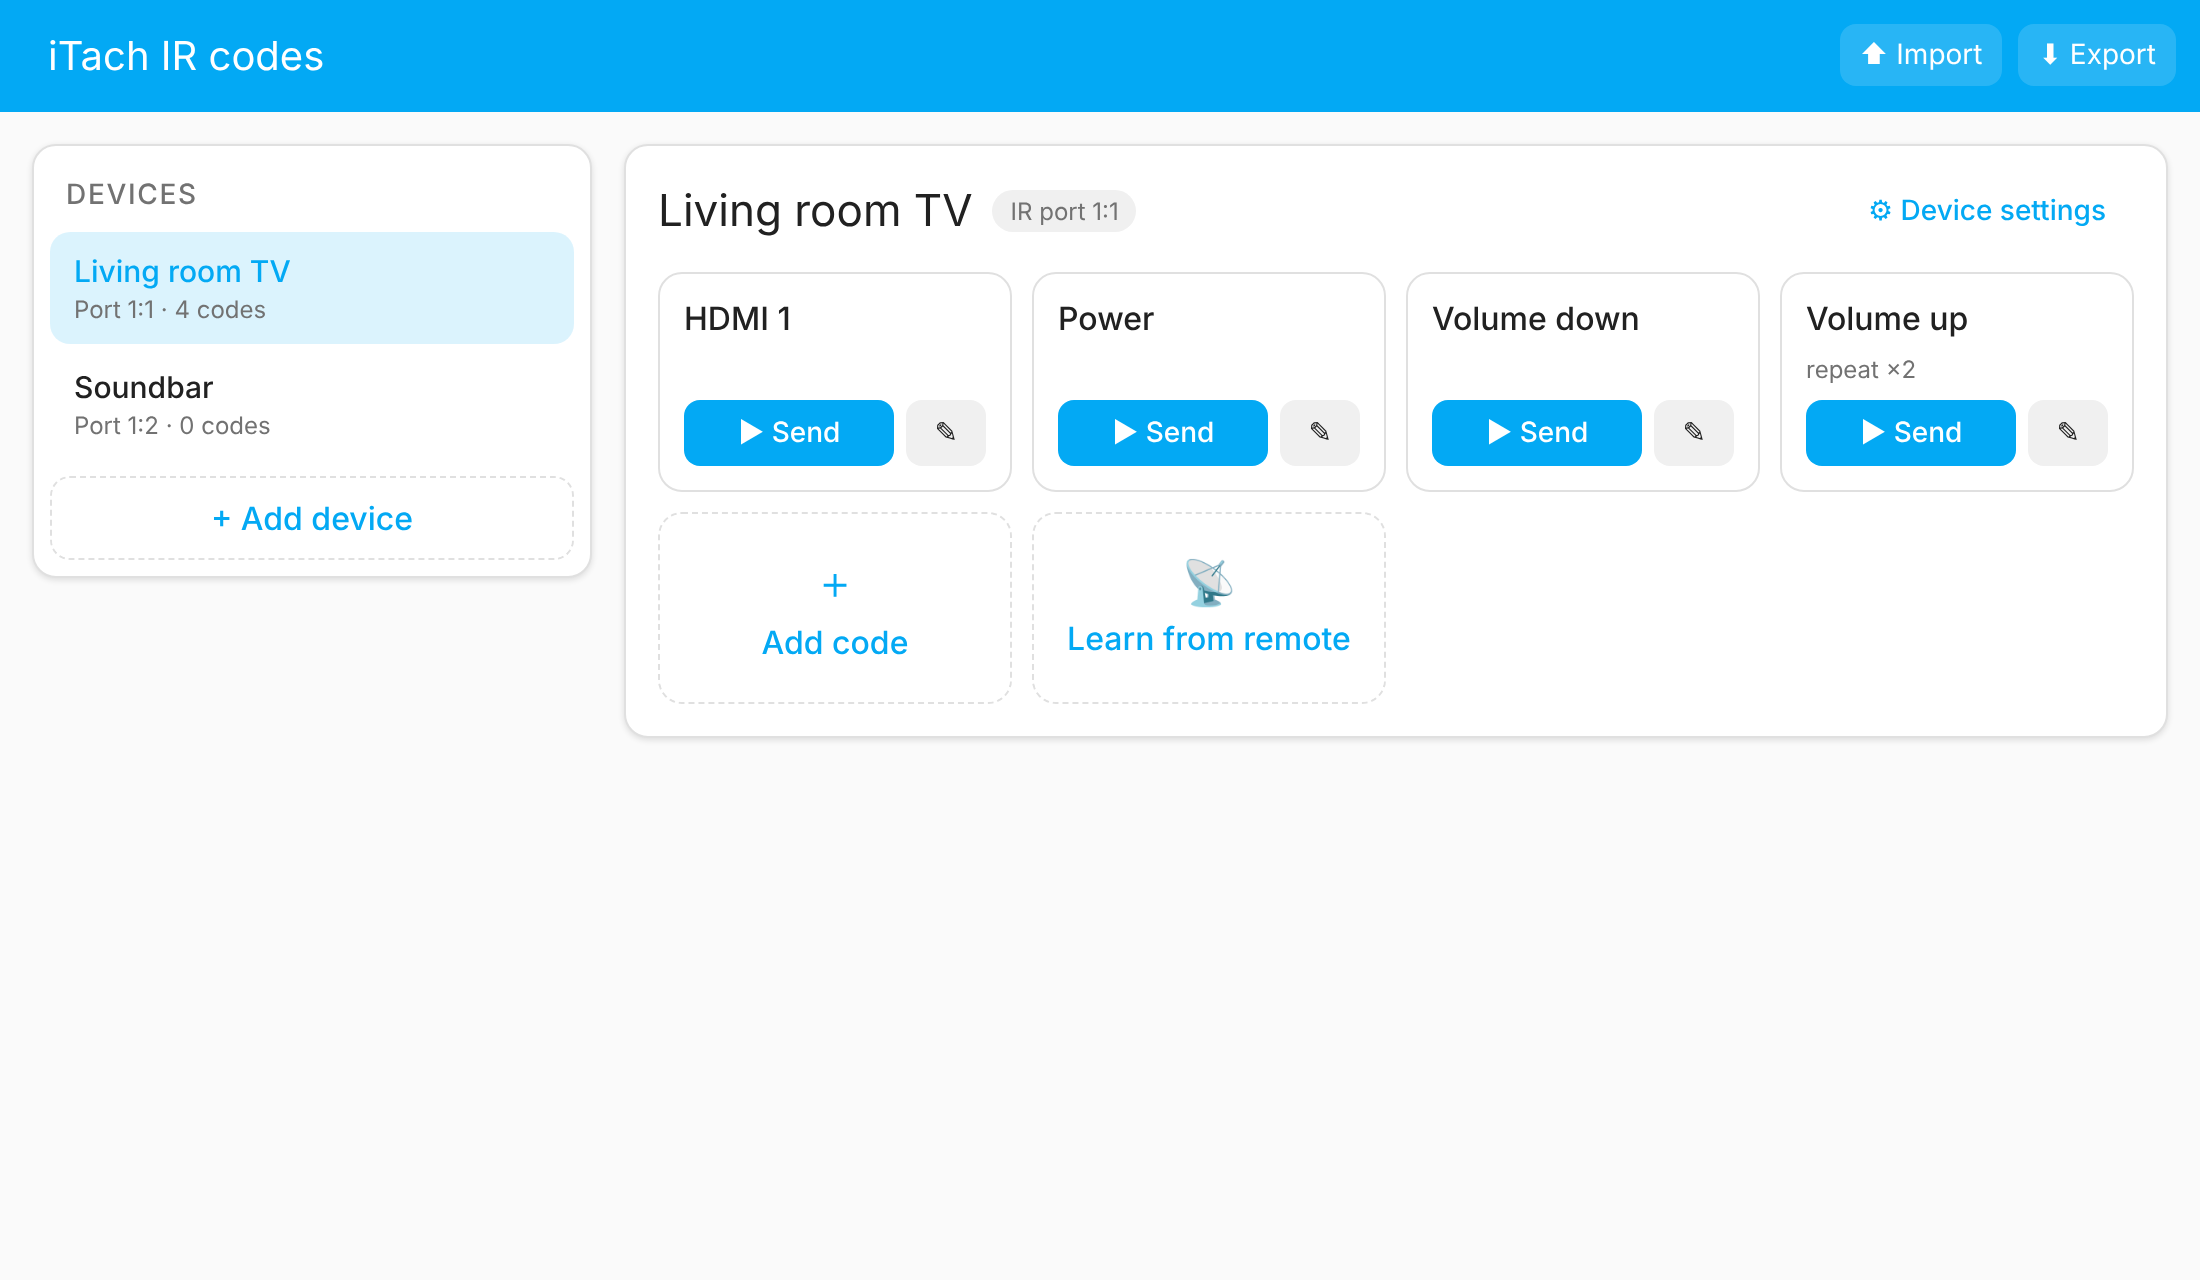 iTach IR codes
Import
Export
DEVICES
Living room TV
Port 1:1 · 4 codes
Soundbar
Port 1:2 · 0 codes
+ Add device
Living room TV
IR port 1:1
Device settings
HDMI 1
Send
Power
Send
Volume down
Send
Volume up
repeat ×2
Send
+
Add code
Learn from remote